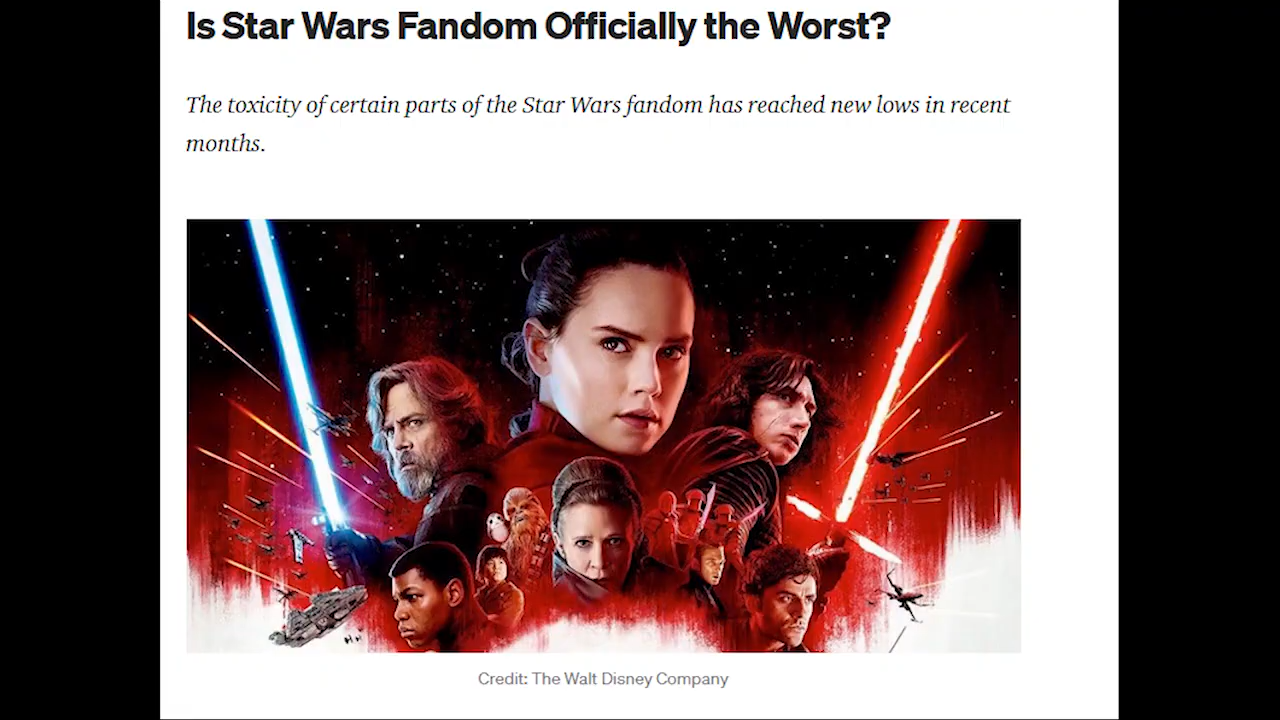 Is Star Wars Fandom Officially the Worst?
The toxicity of certain parts of the Star Wars fandom has reached new lows in recent
months.
Credit: The Walt Disney Company